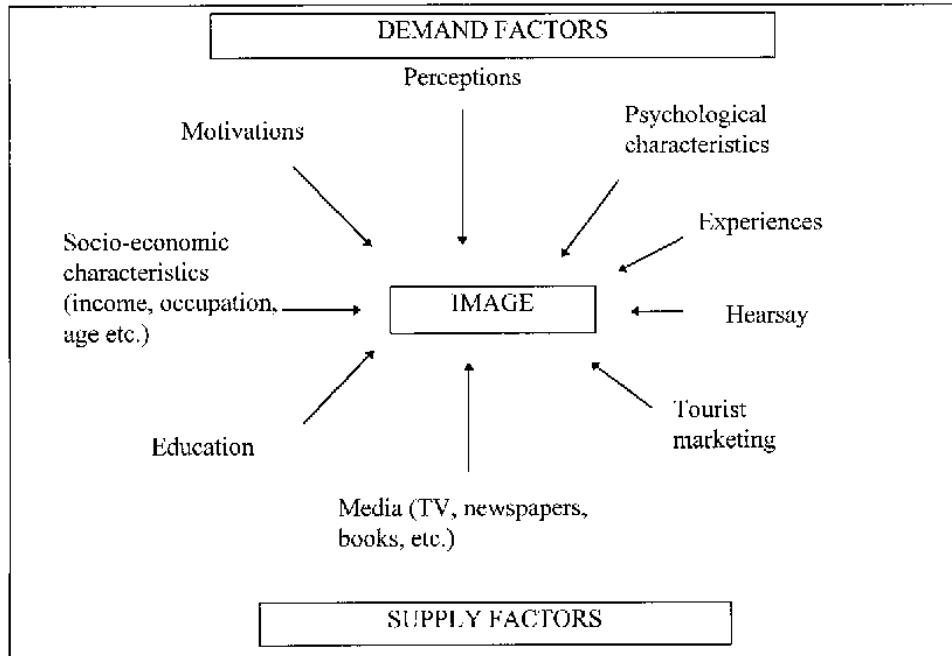 DEMAND FACTORS
Perceptions
Psychological
characteristics
Motivations
Experiences
Socio-economic
characteristics
(income, occupation,
age etc.)
IMAGE
Hearsay
Tourist
marketing
Education
Media (TV, newspapers,
books, etc.)
SUPPLY FACTORS